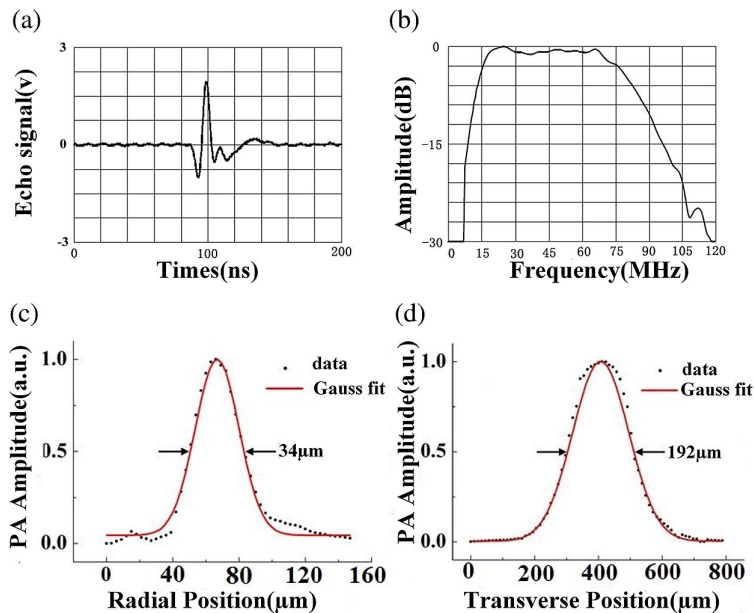 (a)
3
0
-3
Echo signal(v)
0
100
200
Times(ns)
(b)
0
-15
-30
Amplitude(dB)
0 15 30 45 60 75 90 105 120
Frequency(MHz)
(c)
1.0
0.5
0.0
PA Amplitude(a.u.)
data
Gauss fit
34μm
0 40 80 120 160
Radial Position(μm)
(d)
1.0
0.5
0.0
PA Amplitude(a.u.)
data
Gauss fit
192μm
0 200 400 600 800
Transverse Position(μm)